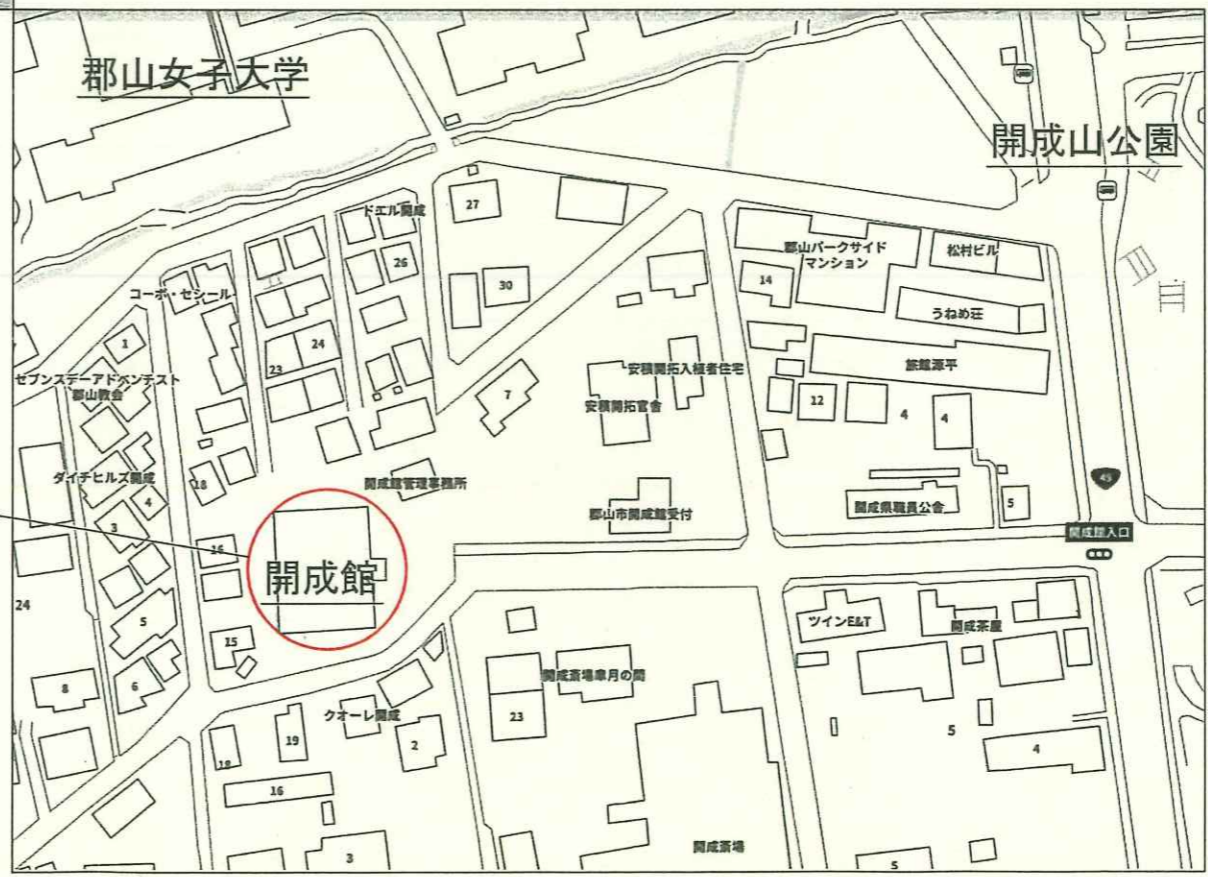 郡山女子大学
開成山公園
27
ドエル開成
26
30
郡山パークサイド
マンション
松村ビル
14
うねめ荘
コーポ・セシール
1
24
23
セブンスデーアドベンチスト
郡山教会
7
安積開拓入植者住宅
安積開拓官舎
旅館源平
12
4
4
ダイチヒルズ開成
18
4
3
開成館管理事務所
郡山市開成館受付
開成県職員公舎
5
49
開成館入口
16
開成館
24
5
15
ツインE&T
開成茶屋
8
6
開成斎場皐月の間
クオーレ開成
23
19
2
18
5
4
16
3
開成斎場
5